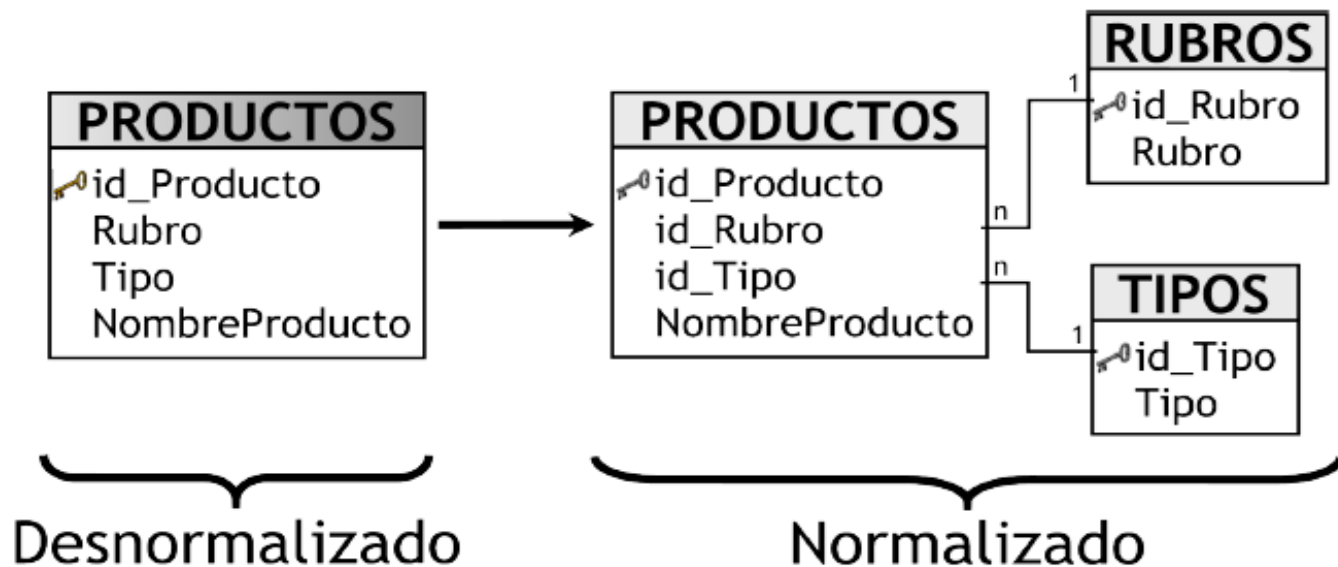 PRODUCTOS
id_Producto
Rubro
Tipo
NombreProducto
Desnormalizado
PRODUCTOS
id_Producto
id_Rubro
id_Tipo
NombreProducto
n
n
1
1
RUBROS
id_Rubro
Rubro
TIPOS
id_Tipo
Tipo
Normalizado